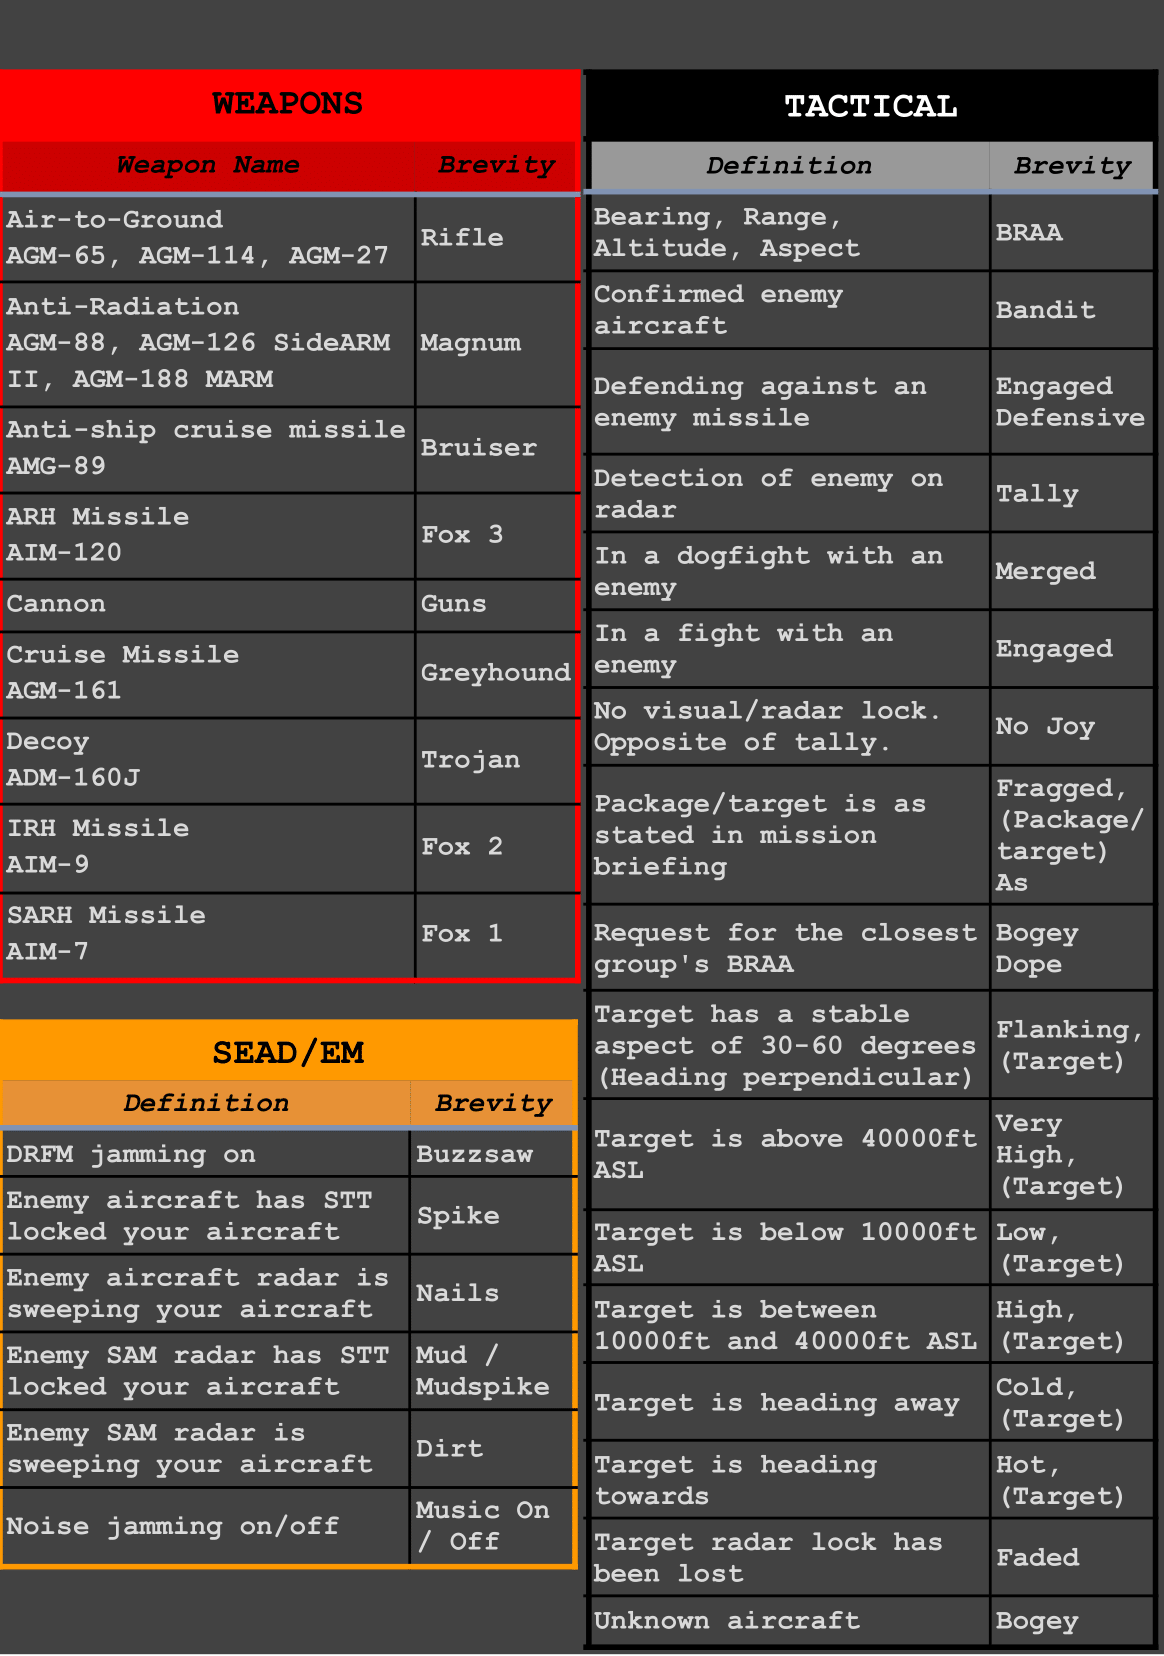 WEAPONS
Weapon Name Brevity
Air-to-Ground
AGM-65, AGM-114, AGM-27
Rifle
Anti-Radiation
AGM-88, AGM-126 SideARM
II, AGM-188 MARM
Magnum
Anti-ship cruise missile
AMG-89
Bruiser
ARH Missile
AIM-120
Fox 3
Cannon
Guns
Cruise Missile
AGM-161
Greyhound
Decoy
ADM-160J
Trojan
IRH Missile
AIM-9
Fox 2
SARH Missile
AIM-7
Fox 1
SEAD/EM
Definition Brevity
DRFM jamming on
Buzzsaw
Enemy aircraft has STT
locked your aircraft
Spike
Enemy aircraft radar is
sweeping your aircraft
Nails
Enemy SAM radar has STT
locked your aircraft
Mud /
Mudspike
Enemy SAM radar is
sweeping your aircraft
Dirt
Noise jamming on/off
Music On
/ Off
TACTICAL
Definition Brevity
Bearing, Range,
Altitude, Aspect
BRAA
Confirmed enemy
aircraft
Bandit
Defending against an
enemy missile
Engaged
Defensive
Detection of enemy on
radar
Tally
In a dogfight with an
enemy
Merged
In a fight with an
enemy
Engaged
No visual/radar lock.
Opposite of tally.
No Joy
Package/target is as
stated in mission
briefing
Fragged,
(Package/
target)
As
Request for the closest
group's BRAA
Bogey
Dope
Target has a stable
aspect of 30-60 degrees
(Heading perpendicular)
Flanking,
(Target)
Target is above 40000ft
ASL
Very
High,
(Target)
Target is below 10000ft
ASL
Low,
(Target)
Target is between
10000ft and 40000ft ASL
High,
(Target)
Target is heading away
Cold,
(Target)
Target is heading
towards
Hot,
(Target)
Target radar lock has
been lost
Faded
Unknown aircraft
Bogey